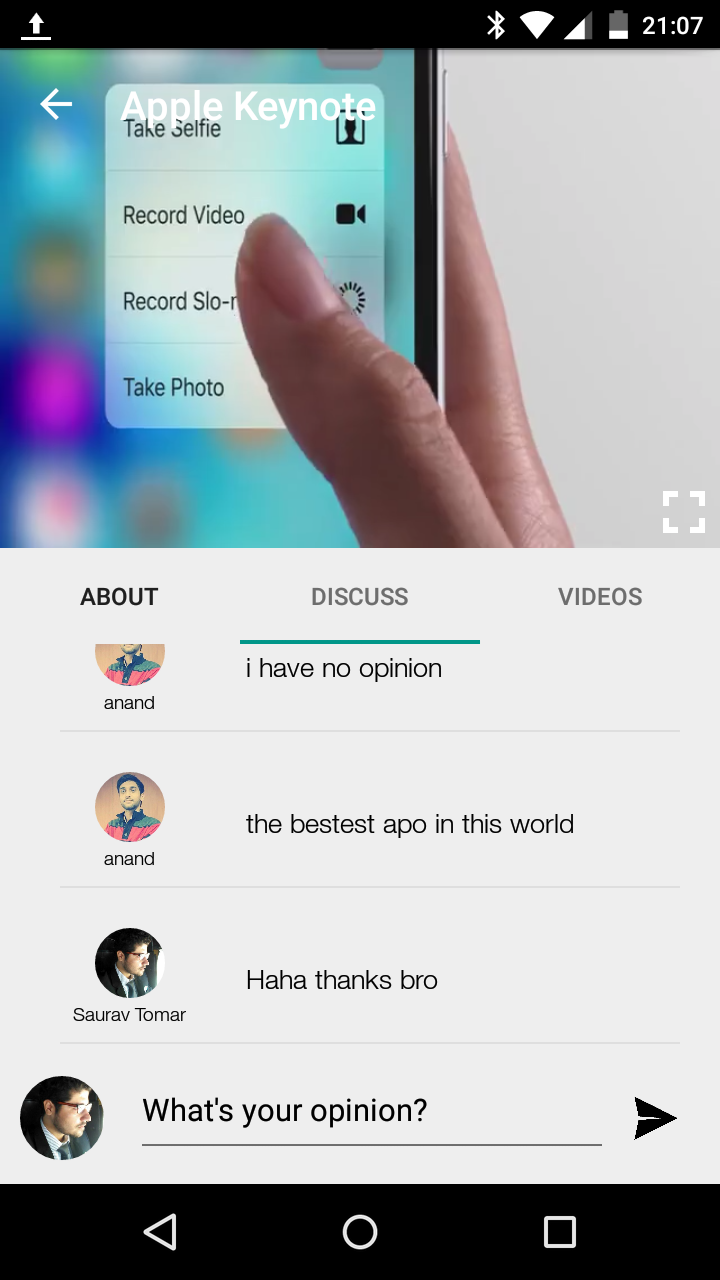 21:07
Apple Keynote
Take Selfie
Record Video
Record Slo-
Take Photo
ABOUT DISCUSS VIDEOS
i have no opinion
anand
the bestest apo in this world
anand
Haha thanks bro
Saurav Tomar
What's your opinion?